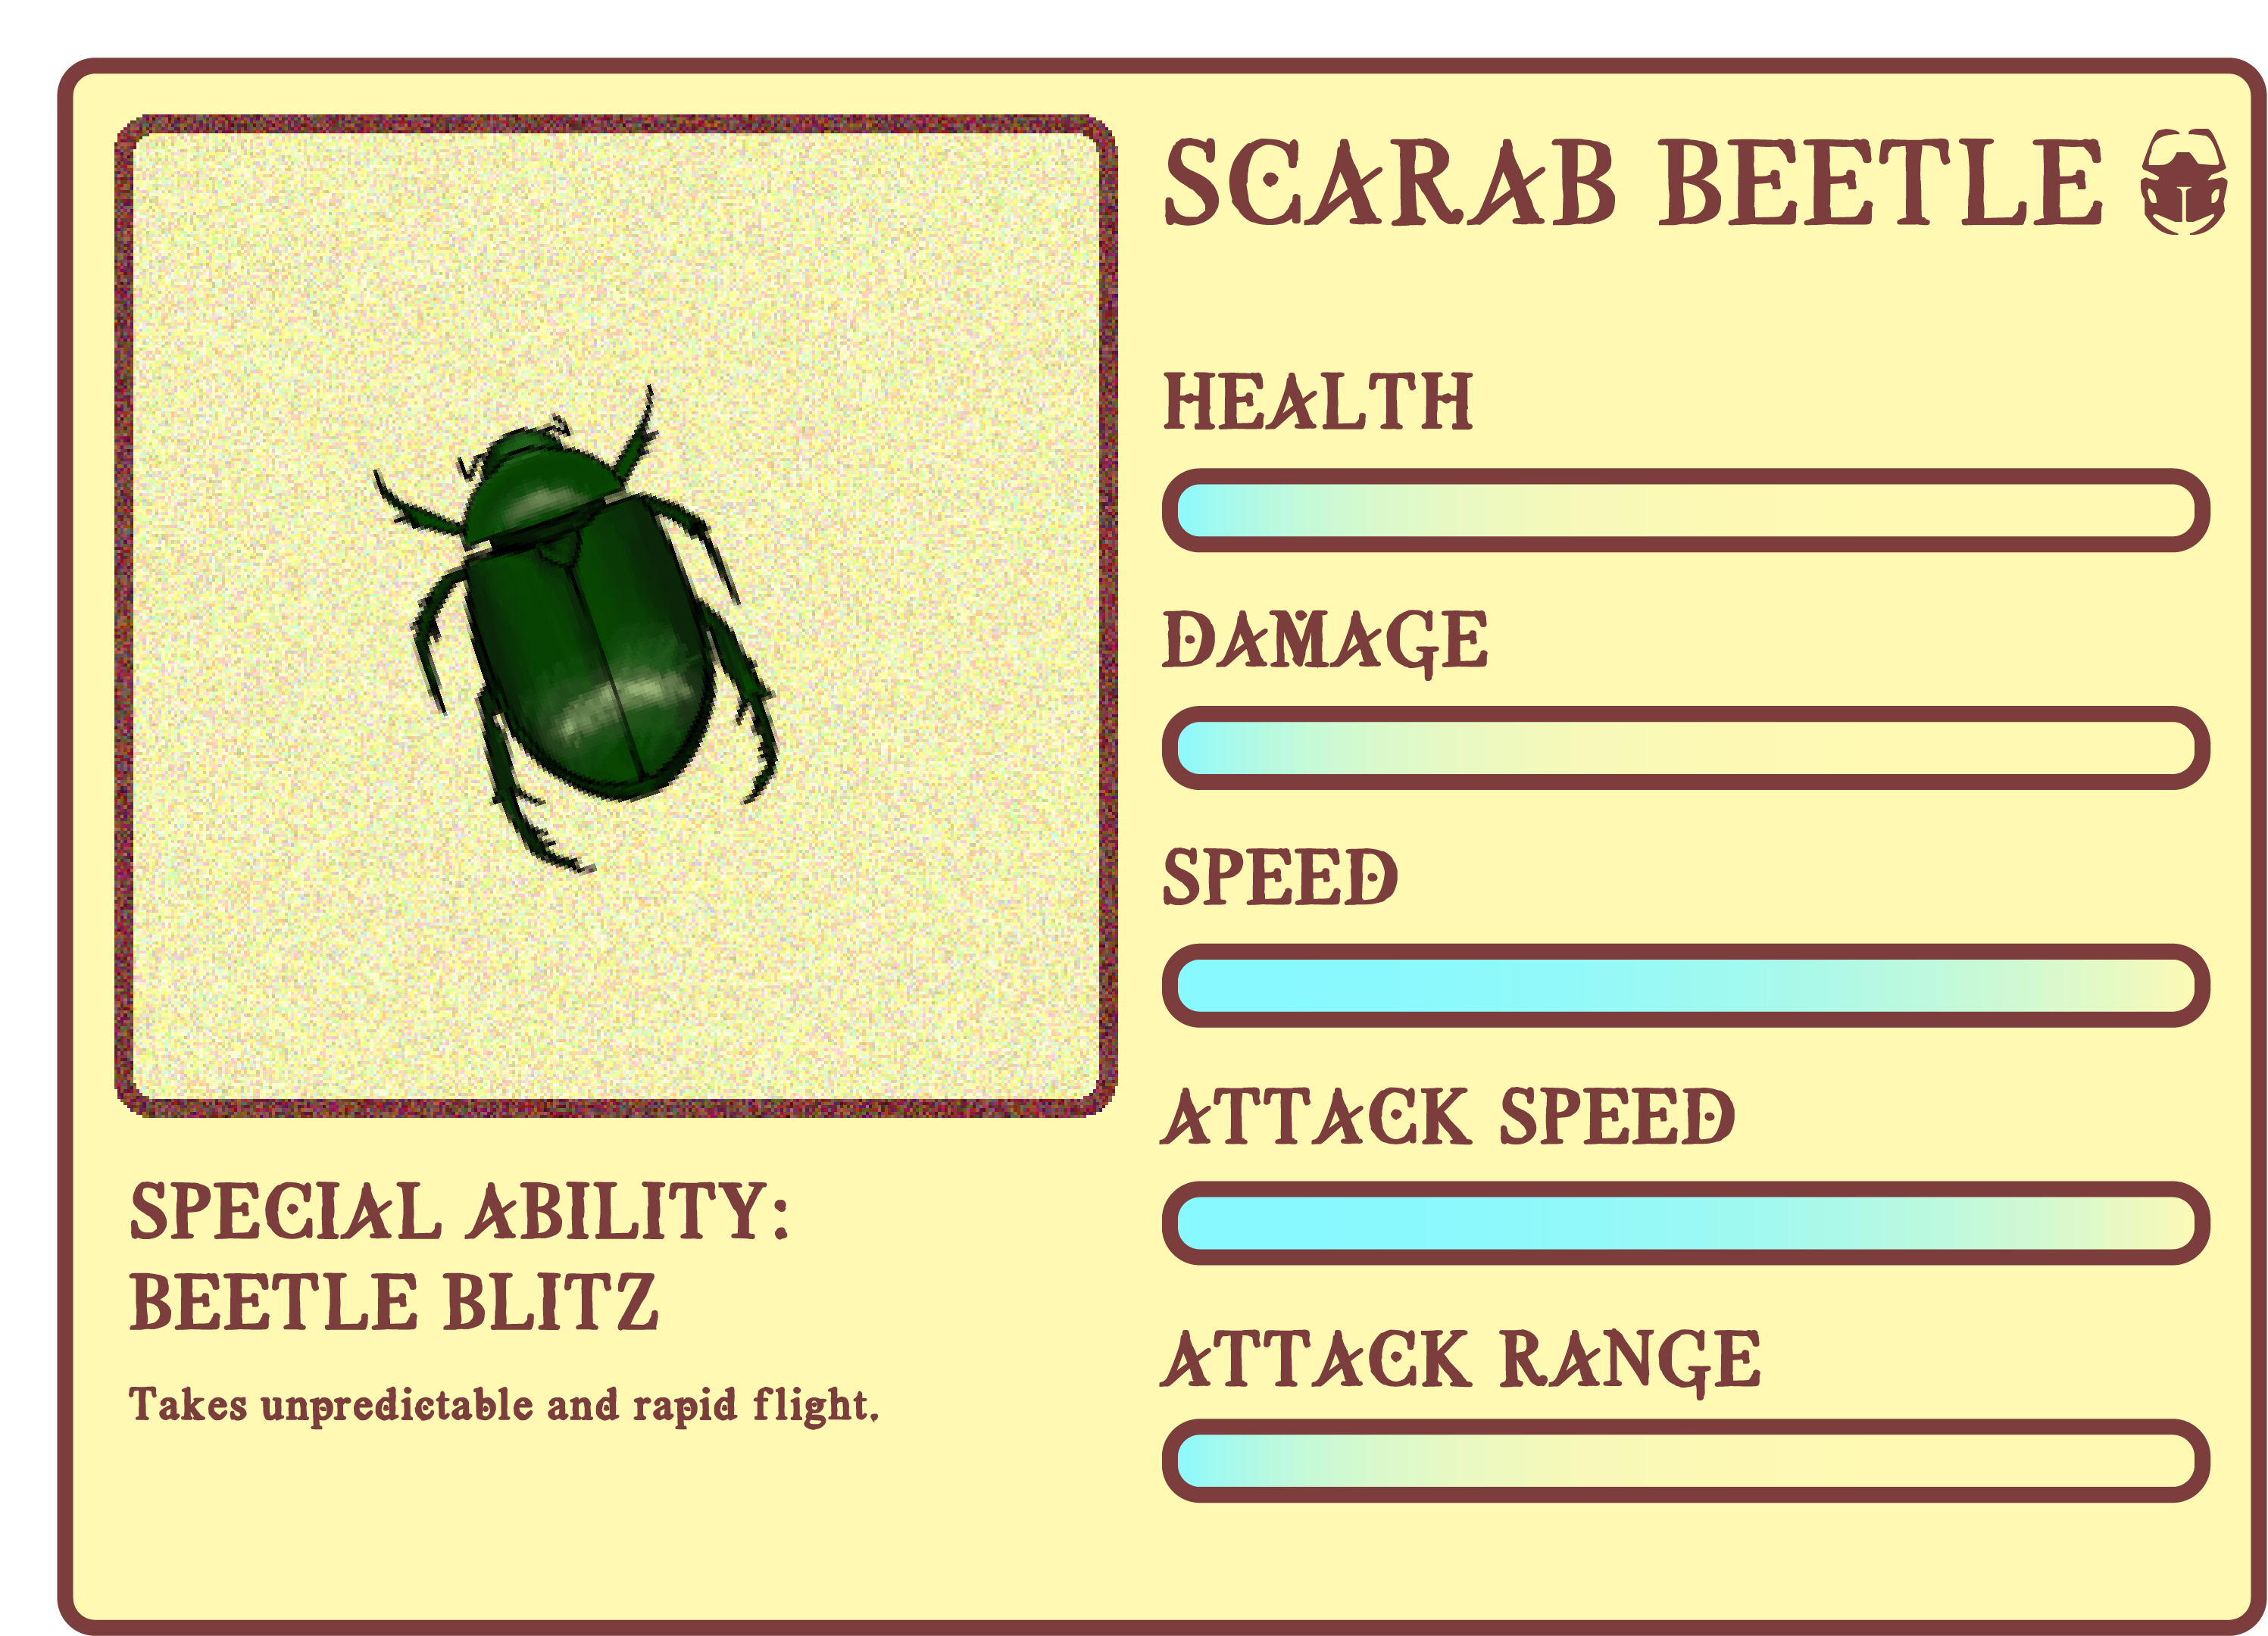 SCARAB BEETLE
HEALTH
DAMAGE
SPEED
ATTACK SPEED
ATTACK RANGE
SPECIAL ABILITY:
BEETLE BLITZ
Takes unpredictable and rapid flight.